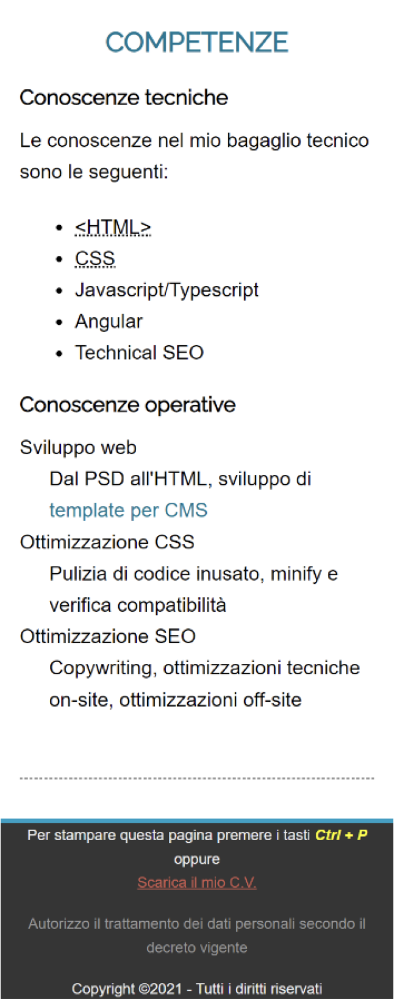 COMPETENZE
Conoscenze tecniche
Le conoscenze nel mio bagaglio tecnico
sono le seguenti:
• <HTML>
• CSS
• Javascript/Typescript
• Angular
• Technical SEO
Conoscenze operative
Sviluppo web
Dal PSD all'HTML, sviluppo di
template per CMS
Ottimizzazione CSS
Pulizia di codice inusato, minify e
verifica compatibilità
Ottimizzazione SEO
Copywriting, ottimizzazioni tecniche
on-site, ottimizzazioni off-site
Per stampare questa pagina premere i tasti Ctrl + P
oppure
Scarica il mio C.V.
Autorizzo il trattamento dei dati personali secondo il
decreto vigente
Copyright ©2021 - Tutti i diritti riservati